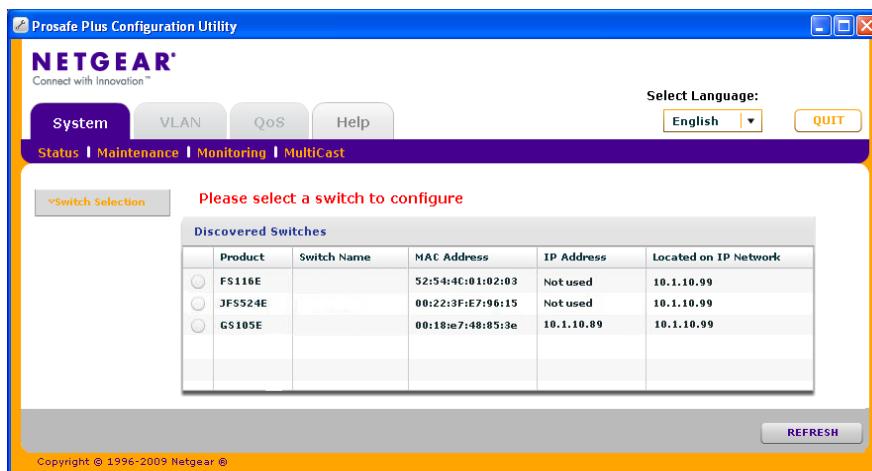 Prosafe Plus Configuration Utility
NETGEAR®
Connect with Innovation™
Select Language:
System VLAN QoS Help English QUIT
Status | Maintenance | Monitoring | MultiCast
Switch Selection Please select a switch to configure
Discovered Switches
Product Switch Name MAC Address IP Address Located on IP Network
FS116E 52:54:4C:01:02:03 Not used 10.1.10.99
JFS524E 00:22:3F:E7:96:15 Not used 10.1.10.99
GS105E 00:18:e7:48:85:3e 10.1.10.89 10.1.10.99
REFRESH
Copyright © 1996-2009 Netgear ®